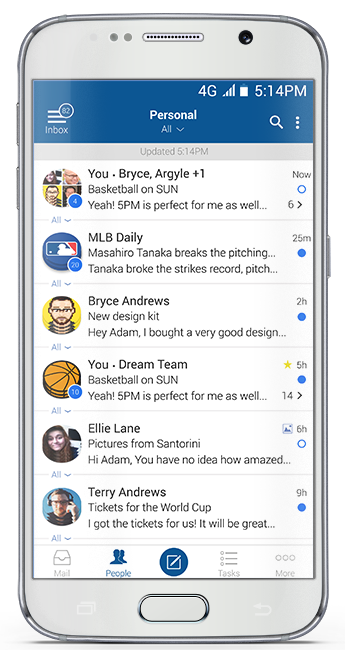 4G 5:14PM
82
Inbox
Personal
All
Updated 5:14PM
You • Bryce, Argyle +1 Now
Basketball on SUN
Yeah! 5PM is perfect for me as well... 6 >
4
All
MLB Daily 25m
Masahiro Tanaka breaks the pitching...
Tanaka broke the strikes record, pitch...
20
All
Bryce Andrews 2h
New design kit
Hey Adam, I bought a very good design...
All
You • Dream Team 5h
Basketball on SUN
Yeah! 5PM is perfect for me as well... 14 >
4
All
Ellie Lane 6h
Pictures from Santorini
Hi Adam, You have no idea how amazed...
All
Terry Andrews 9h
Tickets for the World Cup
I got the tickets for us! It will be great...
All
Mail People Tasks More